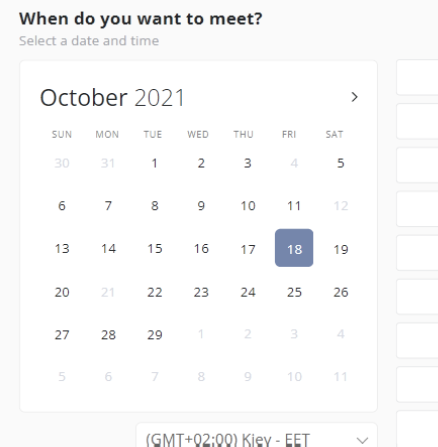 When do you want to meet?
Select a date and time
October 2021 >
SUN MON TUE WED THU FRI SAT
30 31 1 2 3 4 5
6 7 8 9 10 11 12
13 14 15 16 17 18 19
20 21 22 23 24 25 26
27 28 29 1 2 3 4
5 6 7 8 9 10 11
(GMT+02:00) Kiev - EET